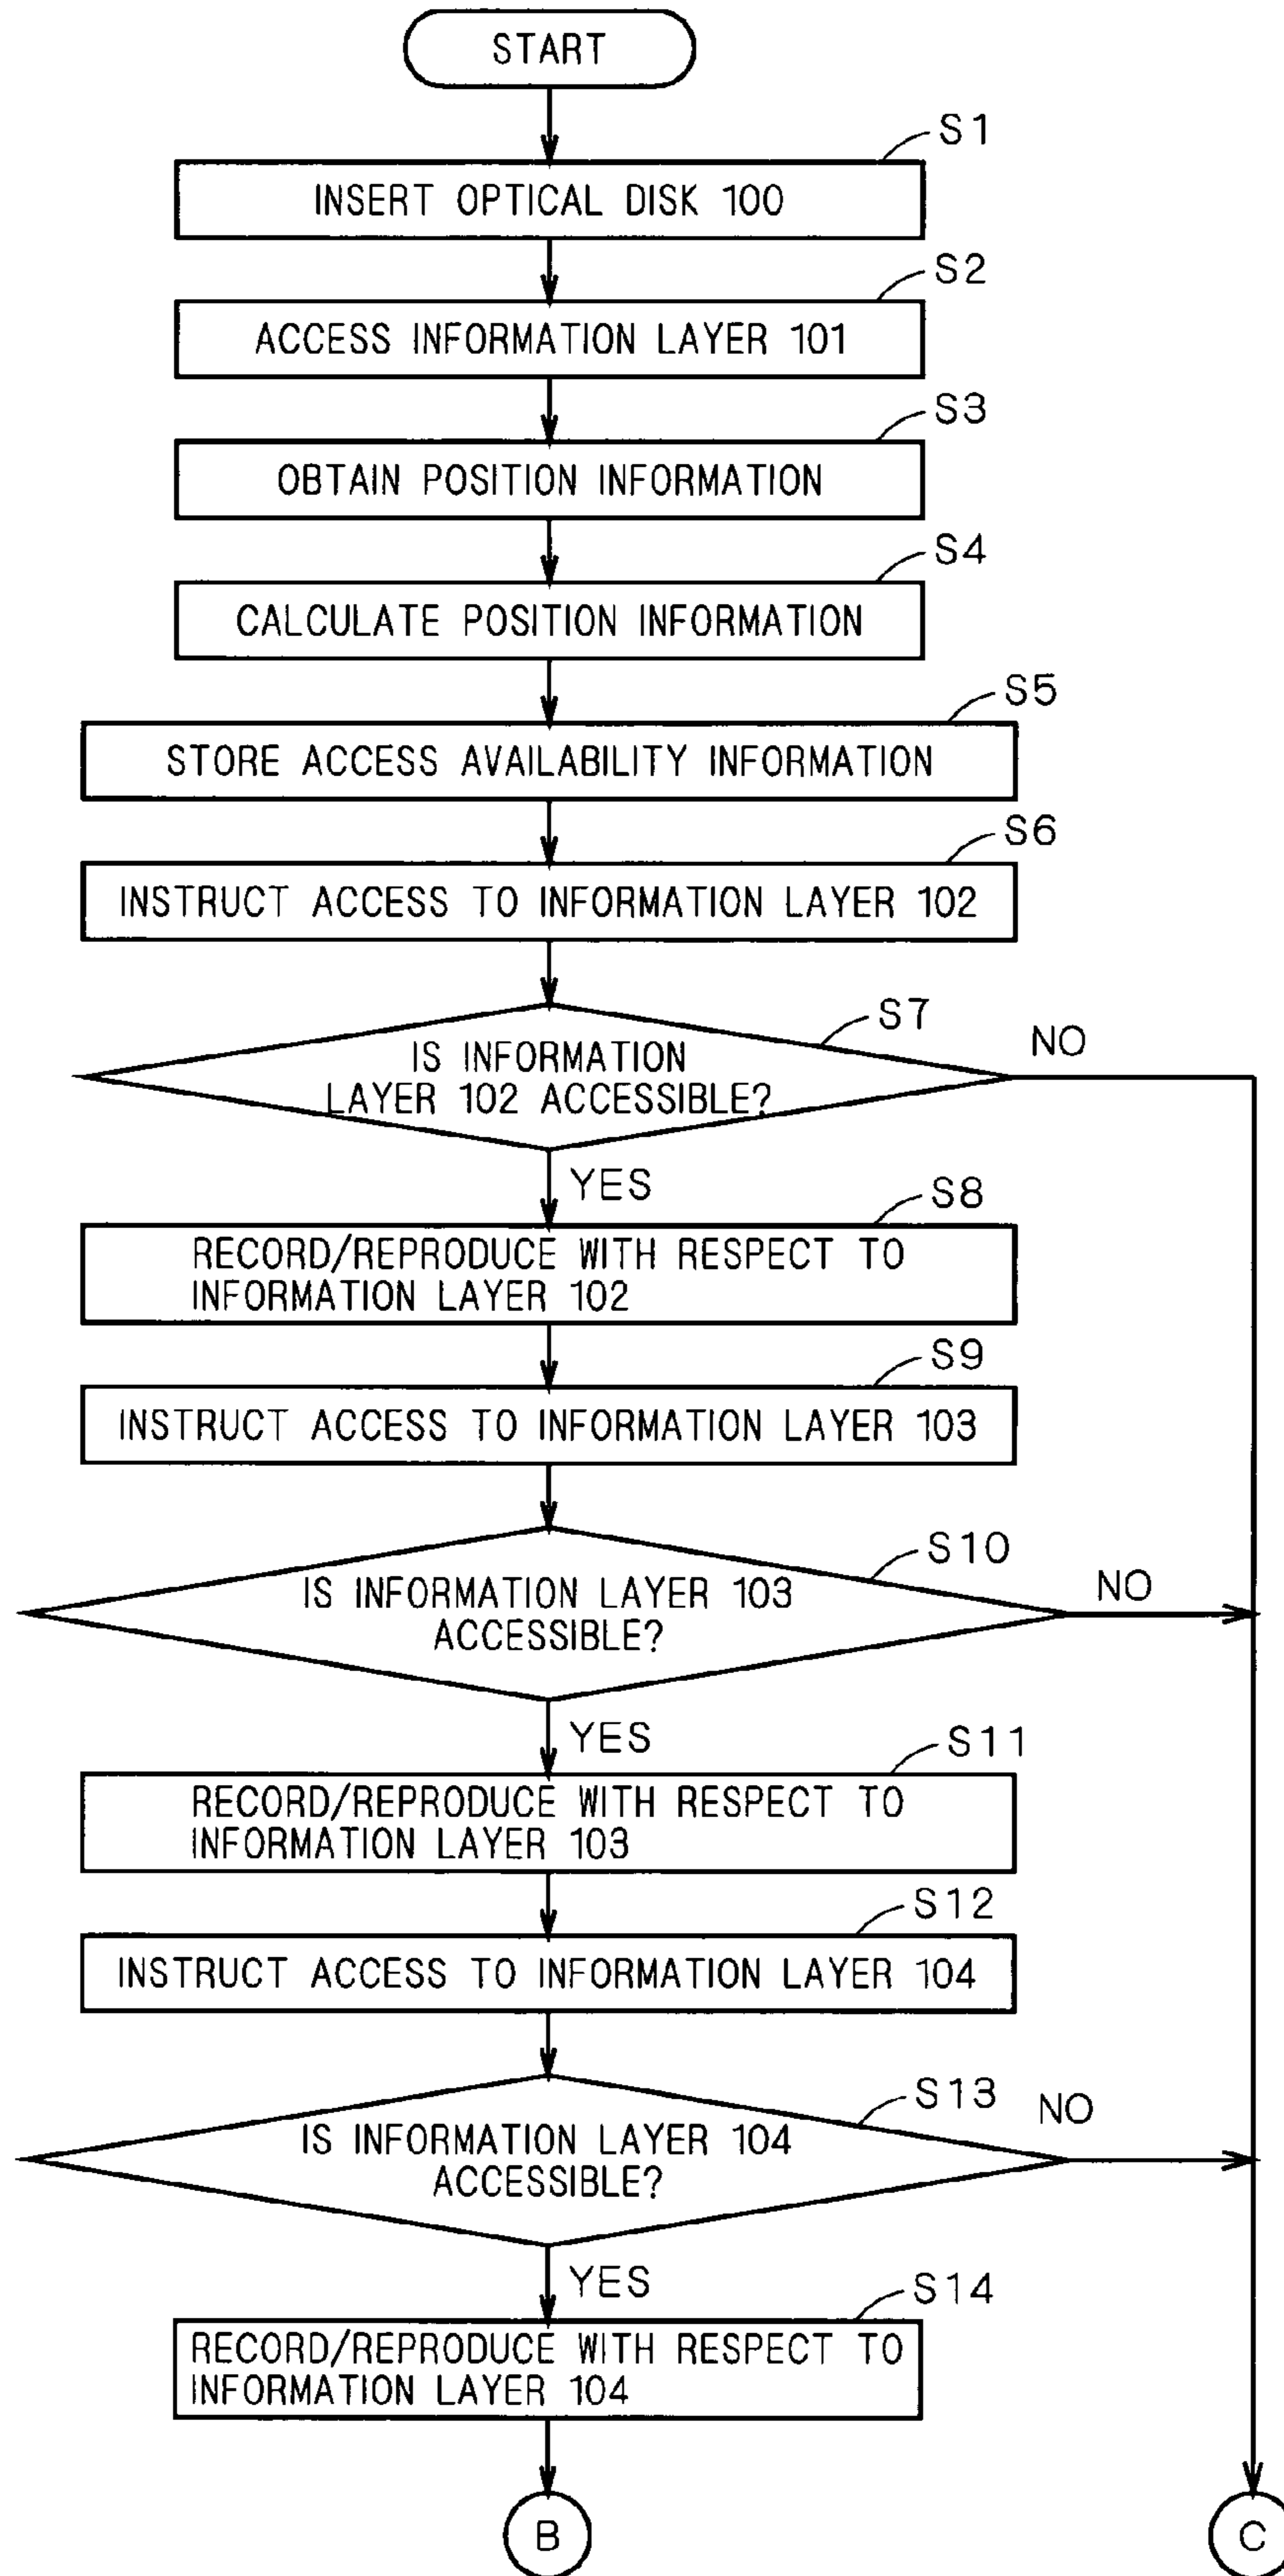 START
S1
INSERT OPTICAL DISK 100
S2
ACCESS INFORMATION LAYER 101
S3
OBTAIN POSITION INFORMATION
S4
CALCULATE POSITION INFORMATION
S5
STORE ACCESS AVAILABILITY INFORMATION
S6
INSTRUCT ACCESS TO INFORMATION LAYER 102
S7
NO
IS INFORMATION
LAYER 102 ACCESSIBLE?
YES
S8
RECORD/REPRODUCE WITH RESPECT TO
INFORMATION LAYER 102
S9
INSTRUCT ACCESS TO INFORMATION LAYER 103
S10
NO
IS INFORMATION LAYER 103
ACCESSIBLE?
YES
S11
RECORD/REPRODUCE WITH RESPECT TO
INFORMATION LAYER 103
S12
INSTRUCT ACCESS TO INFORMATION LAYER 104
S13
NO
IS INFORMATION LAYER 104
ACCESSIBLE?
YES
S14
RECORD/REPRODUCE WITH RESPECT TO
INFORMATION LAYER 104
B
C